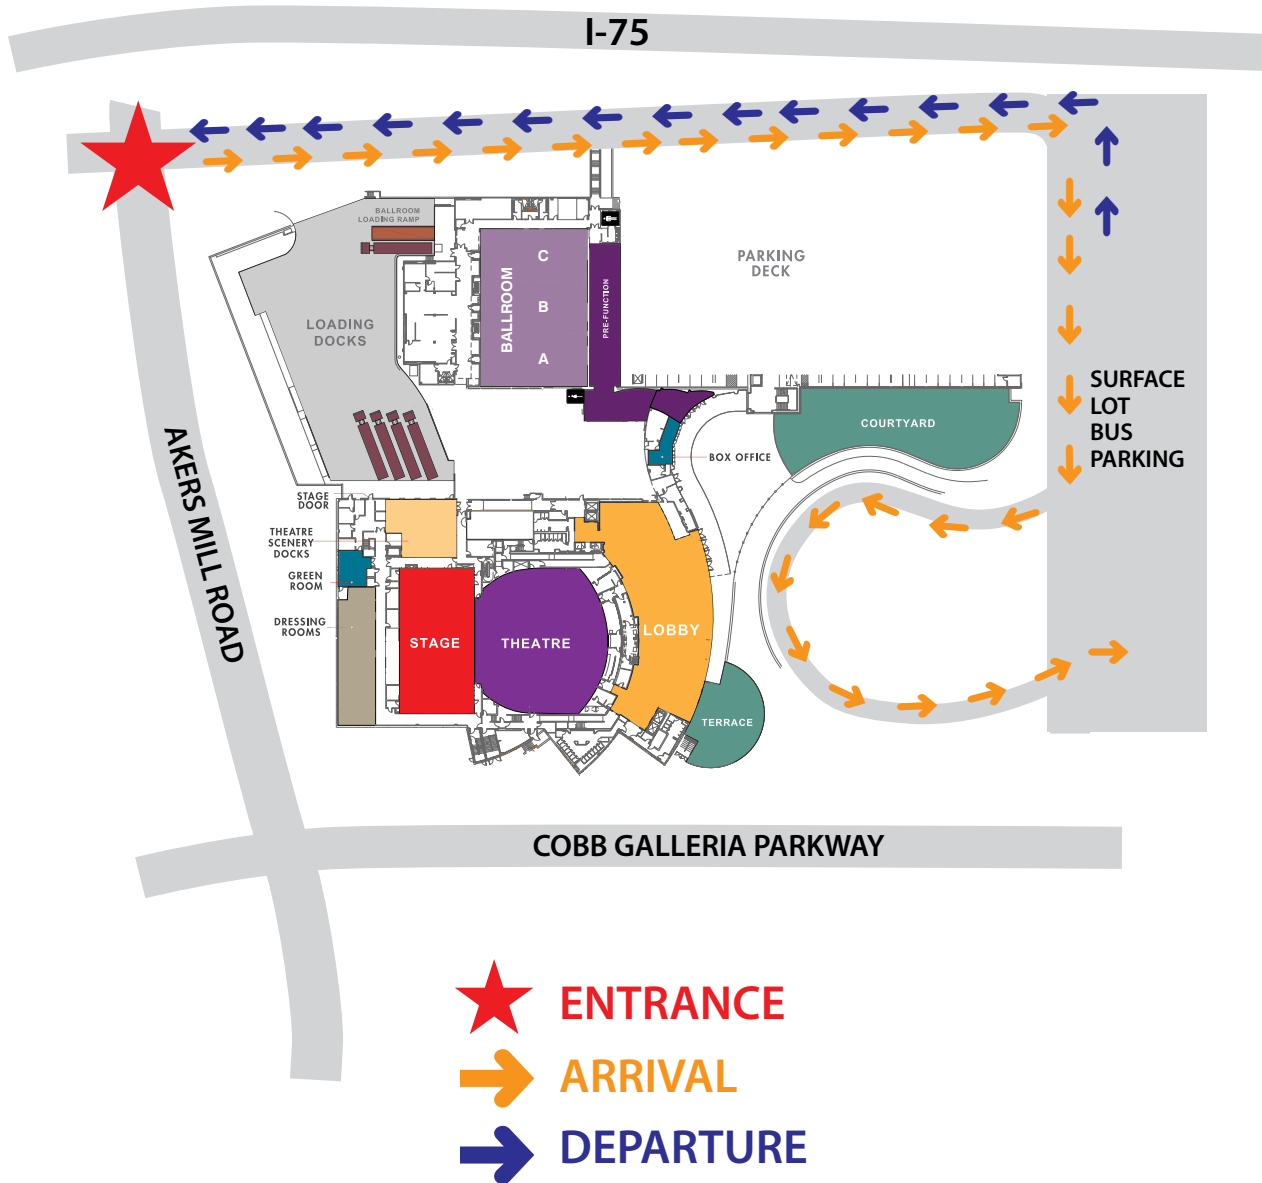 I-75
BALLROOM
LOADING RAMP
C
B
A
BALLROOM
PRE-FUNCTION
PARKING
DECK
LOADING
DOCKS
SURFACE
LOT
BUS
PARKING
COURTYARD
BOX OFFICE
AKERS MILL ROAD
STAGE
DOOR
THEATRE
SCENERY
DOCKS
GREEN
ROOM
DRESSING
ROOMS
STAGE
THEATRE
LOBBY
TERRACE
COBB GALLERIA PARKWAY
ENTRANCE
ARRIVAL
DEPARTURE